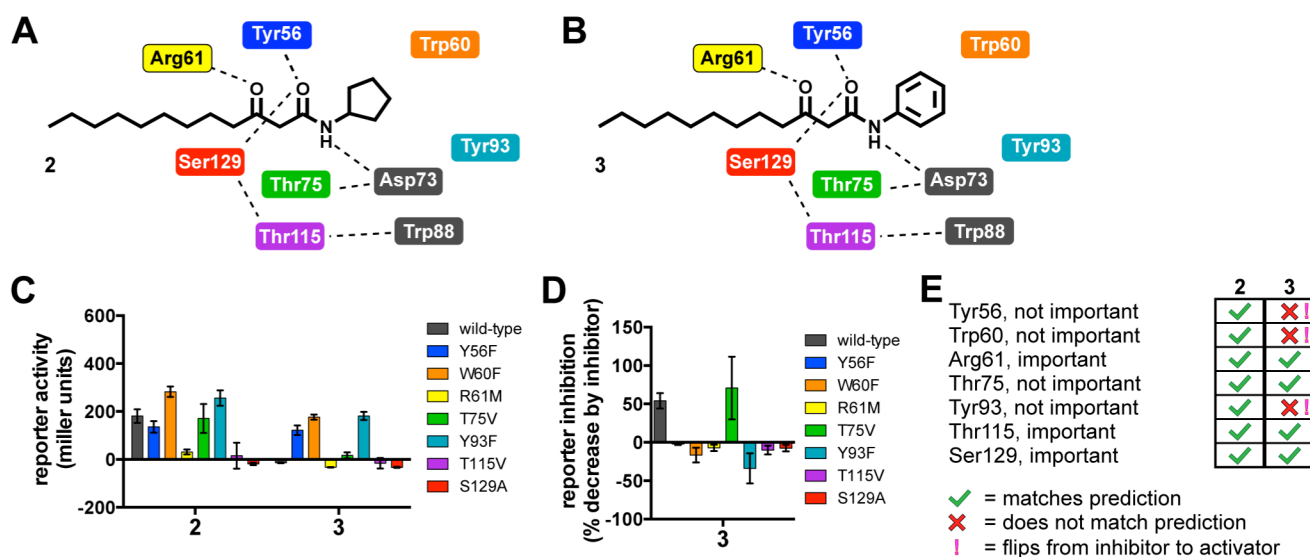 A
Tyr56
Trp60
Arg61
O
O
N
H
Tyr93
2
Ser129
Thr75
Asp73
Thr115
Trp88
B
Tyr56
Trp60
Arg61
O
O
N
H
Tyr93
3
Ser129
Thr75
Asp73
Thr115
Trp88
C
reporter activity
(miller units)
600
400
200
0
-200
2
3
wild-type
Y56F
W60F
R61M
T75V
Y93F
T115V
S129A
D
reporter inhibition
(% decrease by inhibitor)
150
100
50
0
-50
-100
3
wild-type
Y56F
W60F
R61M
T75V
Y93F
T115V
S129A
E
2 3
Tyr56, not important !
Trp60, not important !
Arg61, important
Thr75, not important
Tyr93, not important !
Thr115, important
Ser129, important
= matches prediction
= does not match prediction
! = flips from inhibitor to activator